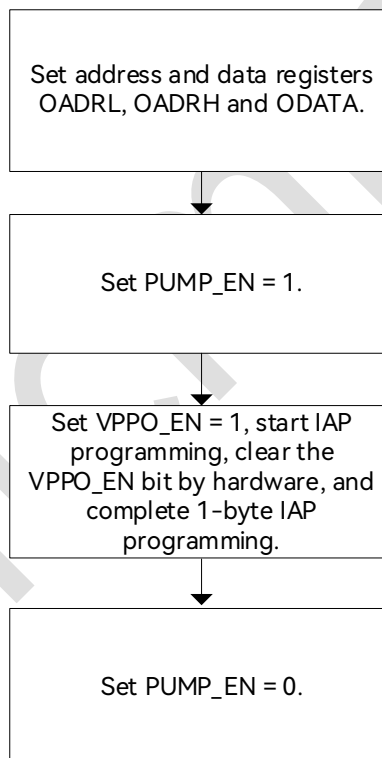 Set address and data registers
OADRL, OADRH and ODATA.
Set PUMP_EN = 1.
Set VPPO_EN = 1, start IAP
programming, clear the
VPPO_EN bit by hardware, and
complete 1-byte IAP
programming.
Set PUMP_EN = 0.